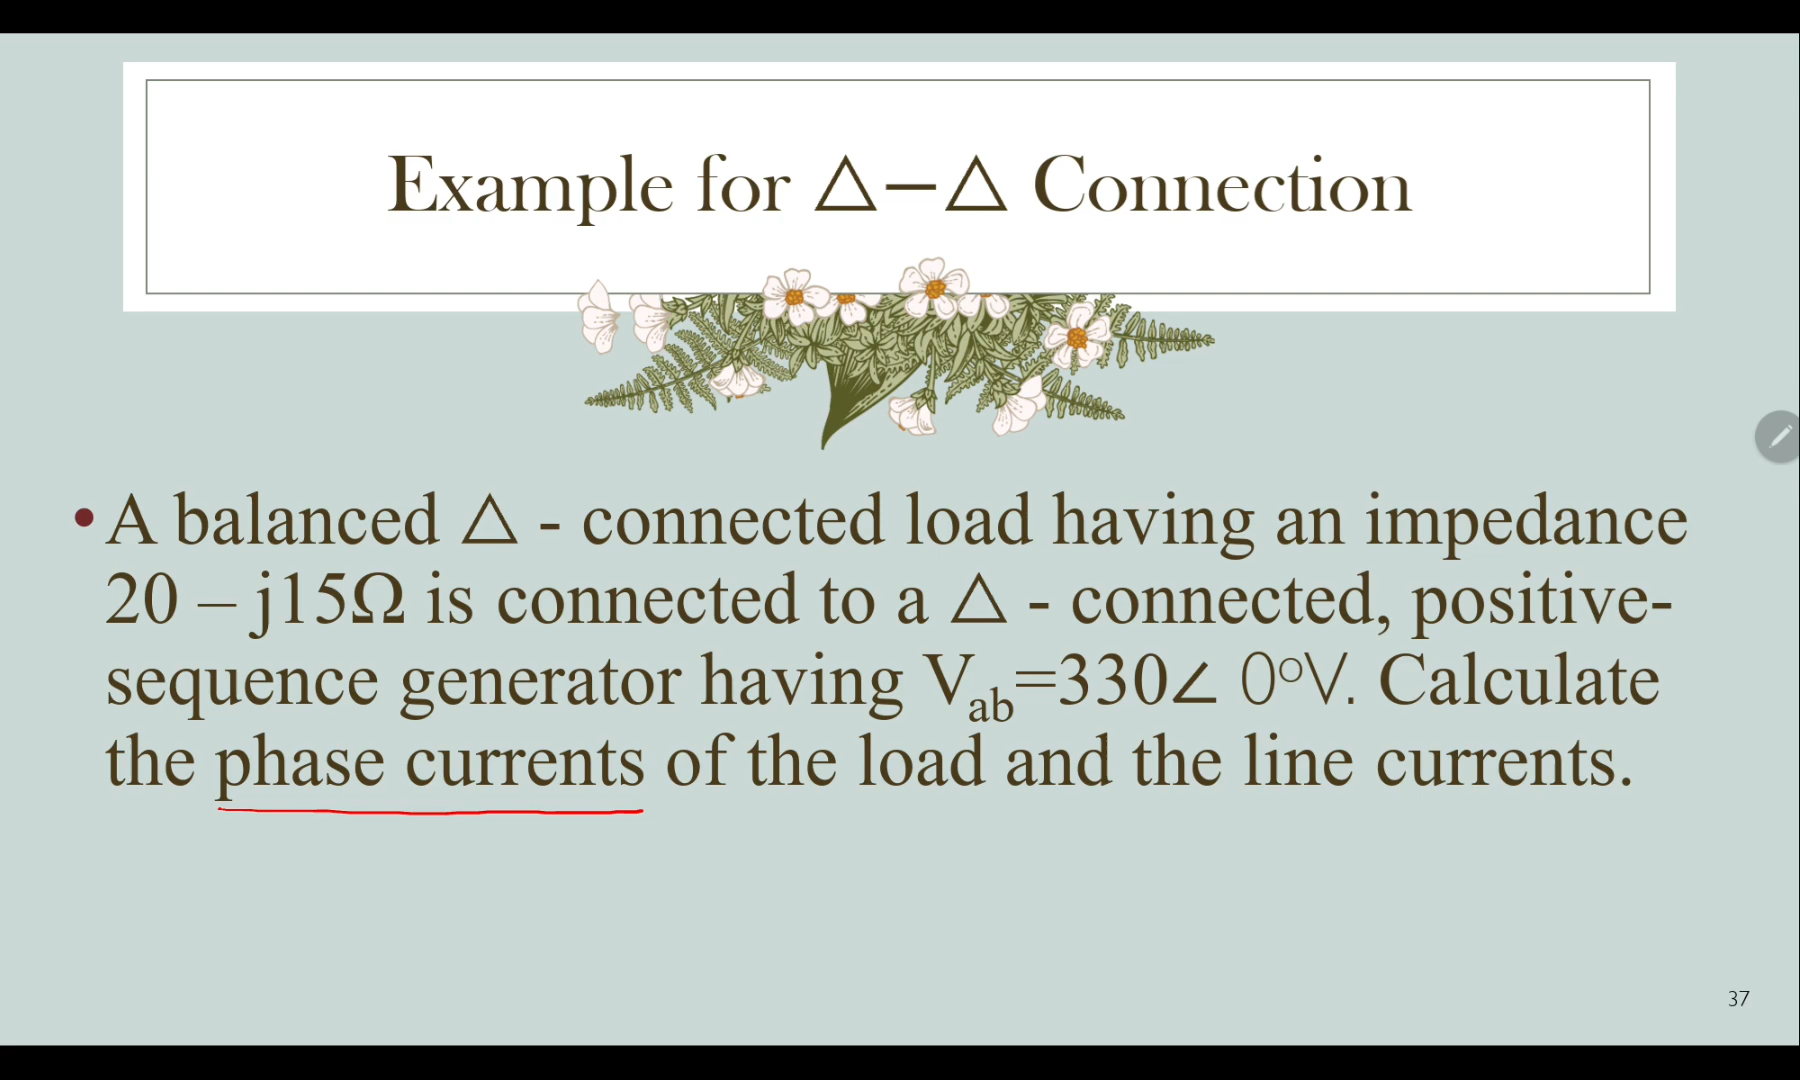 Example for △−△ Connection
•A balanced △ - connected load having an impedance
20 – j15Ω is connected to a △ - connected, positive-
sequence generator having Vab=330∠ 0°V. Calculate
the phase currents of the load and the line currents.
37